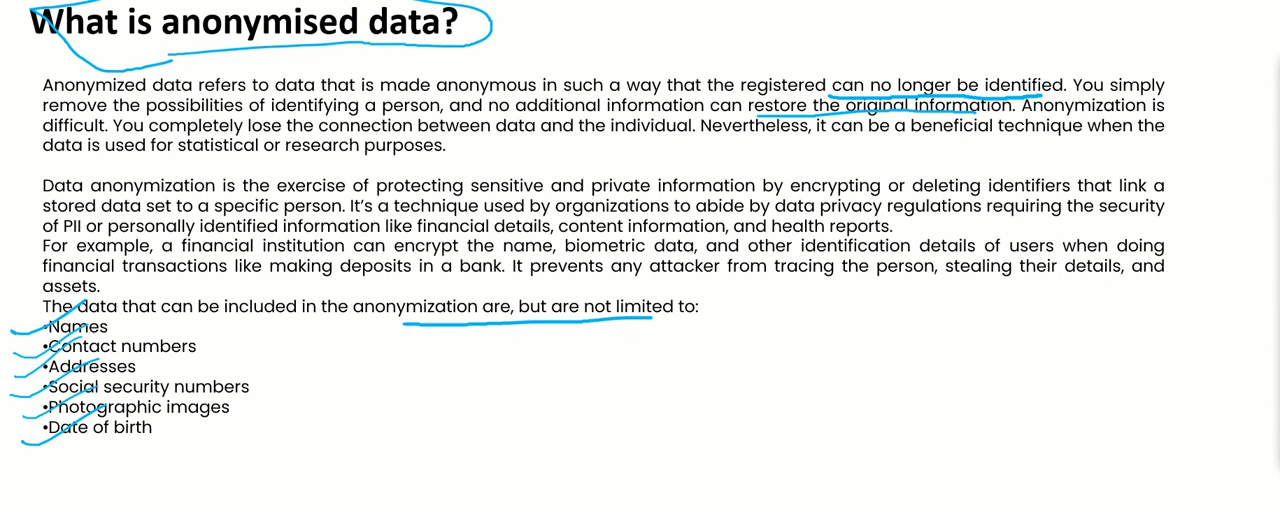 What is anonymised data?
Anonymized data refers to data that is made anonymous in such a way that the registered can no longer be identified. You simply
remove the possibilities of identifying a person, and no additional information can restore the original information. Anonymization is
difficult. You completely lose the connection between data and the individual. Nevertheless, it can be a beneficial technique when the
data is used for statistical or research purposes.
Data anonymization is the exercise of protecting sensitive and private information by encrypting or deleting identifiers that link a
stored data set to a specific person. It’s a technique used by organizations to abide by data privacy regulations requiring the security
of PII or personally identified information like financial details, content information, and health reports.
For example, a financial institution can encrypt the name, biometric data, and other identification details of users when doing
financial transactions like making deposits in a bank. It prevents any attacker from tracing the person, stealing their details, and
assets.
The data that can be included in the anonymization are, but are not limited to:
•Names
•Contact numbers
•Addresses
•Social security numbers
•Photographic images
•Date of birth